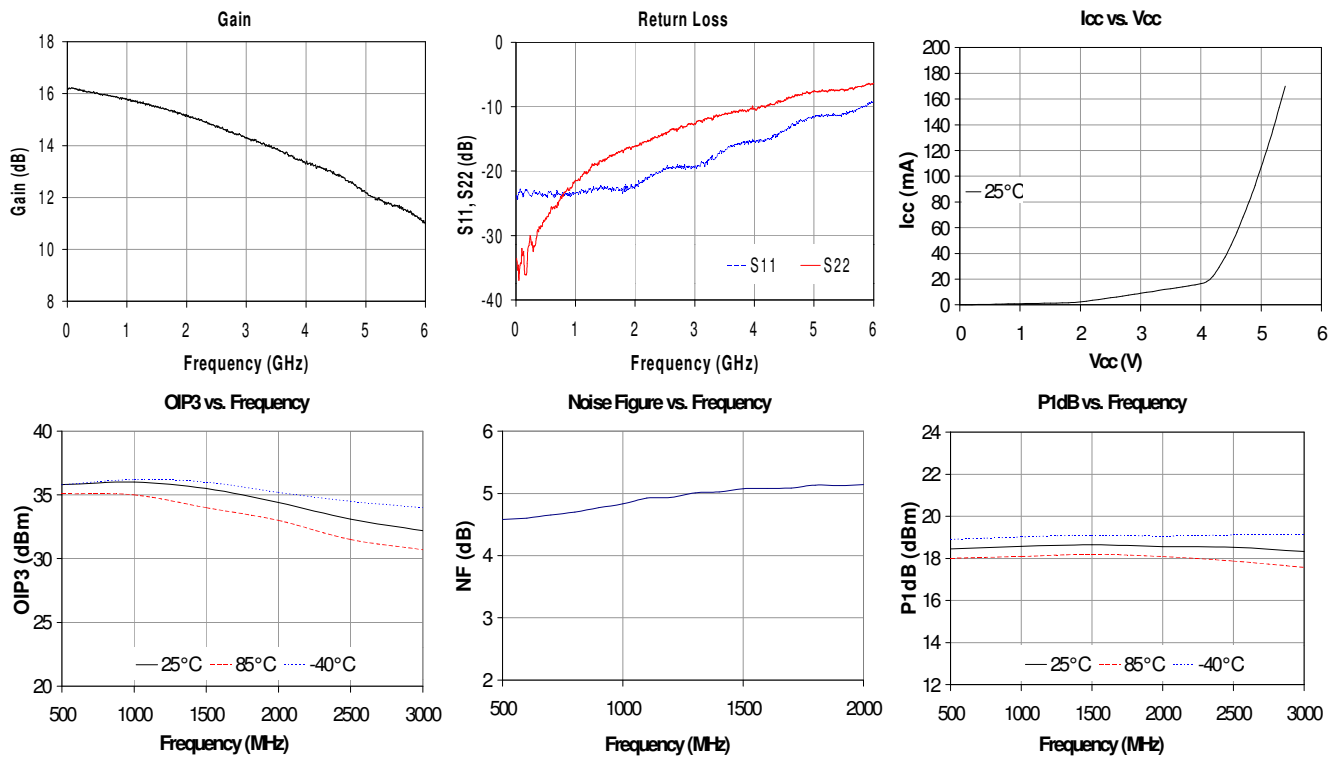 Gain
18
16
14
12
10
8
Gain (dB)
0 1 2 3 4 5 6
Frequency (GHz)
Return Loss
0
-10
-20
-30
-40
S11, S22 (dB)
S11 S22
0 1 2 3 4 5 6
Frequency (GHz)
Icc vs. Vcc
200
180
160
140
120
100
80
60
40
20
0
Icc (mA)
25°C
0 1 2 3 4 5 6
Vcc (V)
OIP3 vs. Frequency
40
35
30
25
20
OIP3 (dBm)
25°C 85°C -40°C
500 1000 1500 2000 2500 3000
Frequency (MHz)
Noise Figure vs. Frequency
6
5
4
3
2
NF (dB)
500 1000 1500 2000
Frequency (MHz)
P1dB vs. Frequency
24
22
20
18
16
14
12
P1dB (dBm)
25°C 85°C -40°C
500 1000 1500 2000 2500 3000
Frequency (MHz)